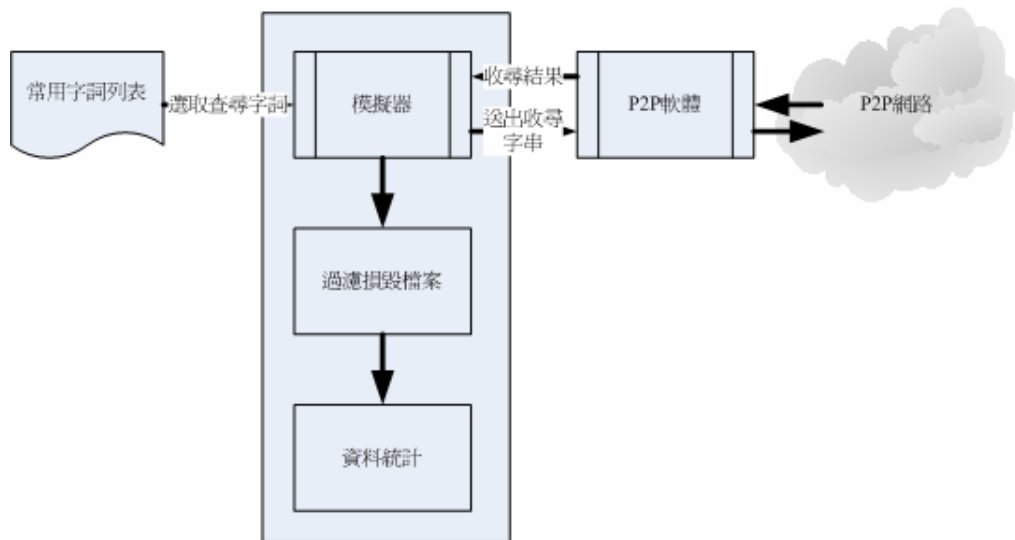 常用字詞列表
選取查尋字詞
模擬器
收尋結果
送出收尋
字串
P2P軟體
P2P網路
過濾損毀檔案
資料統計